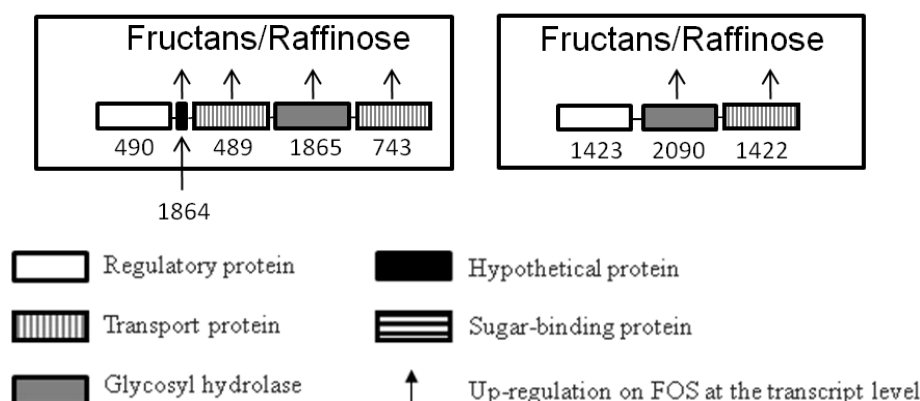 Fructans/Raffinose
490 489 1865 743
1864
Fructans/Raffinose
1423 2090 1422
Regulatory protein
Hypothetical protein
Transport protein
Sugar-binding protein
Glycosyl hydrolase
Up-regulation on FOS at the transcript level